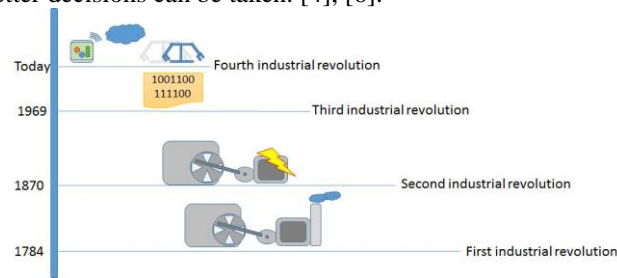 etter decisions can be taken. [4], [6].
Today
Fourth industrial revolution
1001100
111100
1969
Third industrial revolution
1870
Second industrial revolution
1784
First industrial revolution